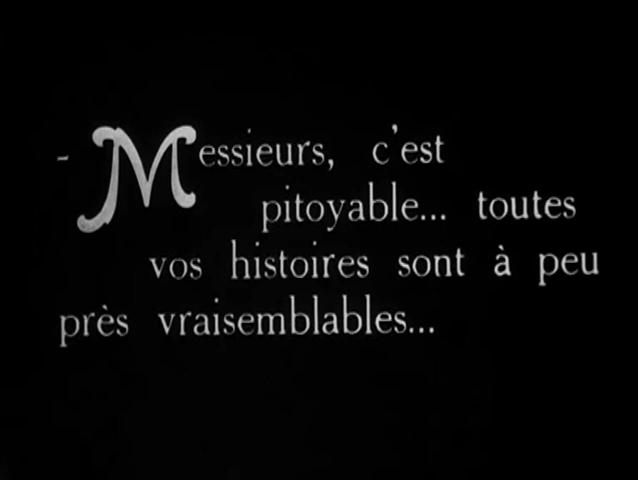 - Messieurs, c'est
pitoyable... toutes
vos histoires sont à peu
près vraisemblables...